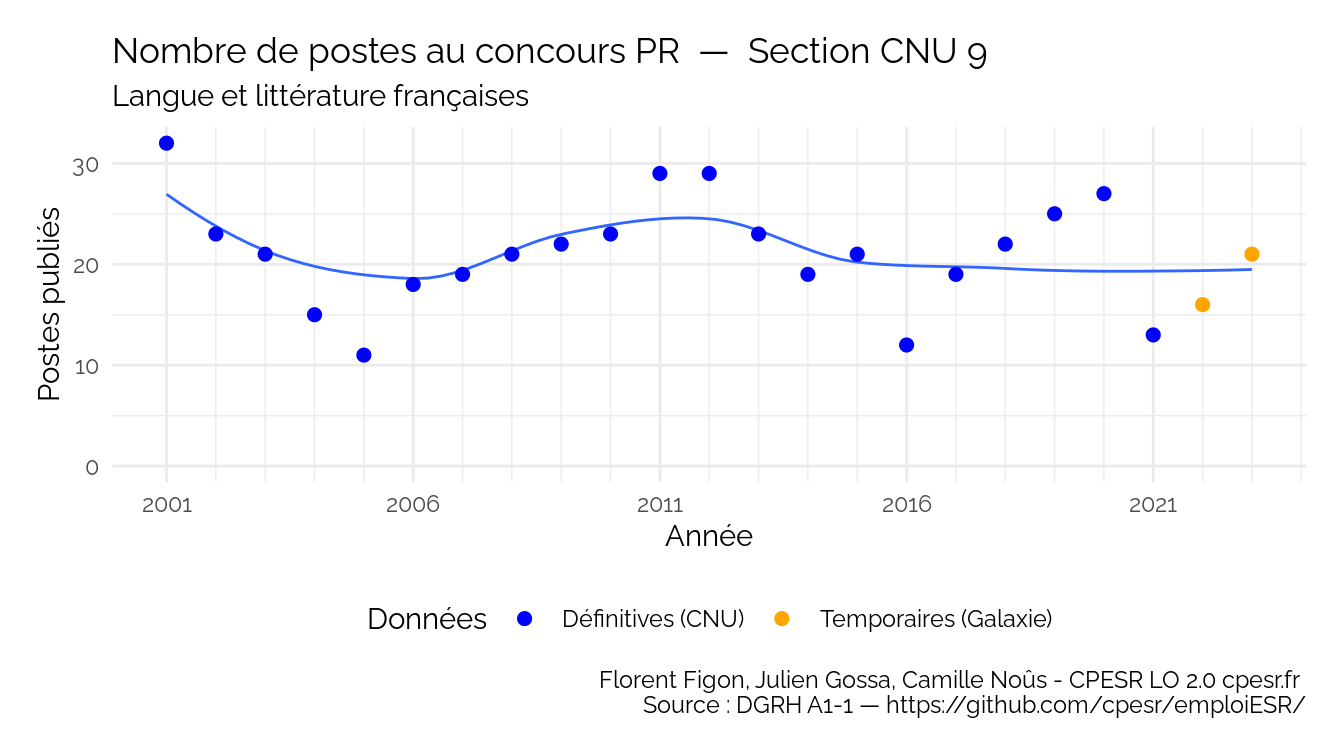 Nombre de postes au concours PR — Section CNU 9
Langue et littérature françaises
Postes publiés
30
20
10
0
2001 2006 2011 2016 2021
Année
Données Définitives (CNU) Temporaires (Galaxie)
Florent Figon, Julien Gossa, Camille Noûs - CPESR LO 2.0 cpesr.fr
Source : DGRH A1-1 — https://github.com/cpesr/emploiESR/